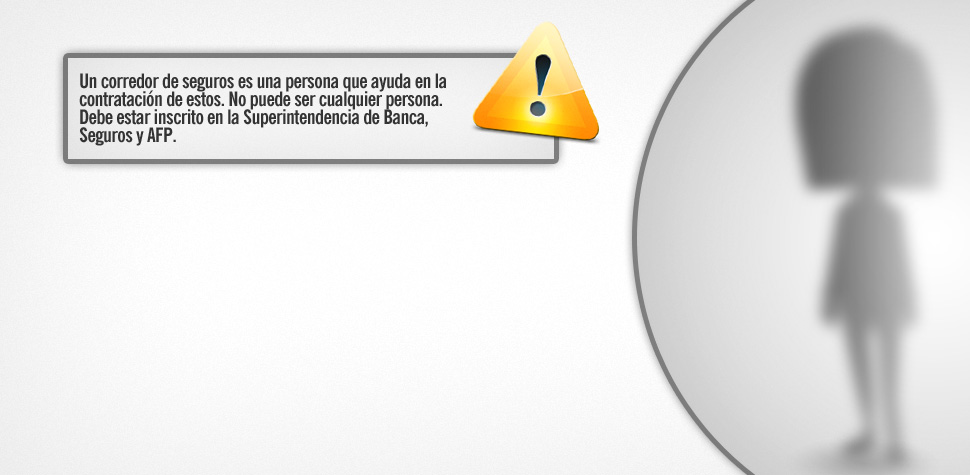 Un corredor de seguros es una persona que ayuda en la
contratación de estos. No puede ser cualquier persona.
Debe estar inscrito en la Superintendencia de Banca,
Seguros y AFP.